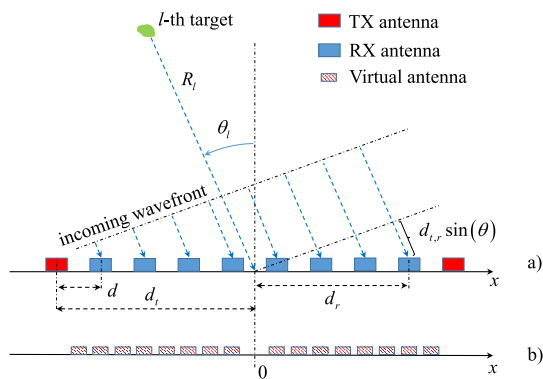 l-th target
TX antenna
RX antenna
Virtual antenna
R_l
θ_l
incoming wavefront
d_{t,r} sin(θ)
a)
d
d_t
d_r
x
b)
0
x